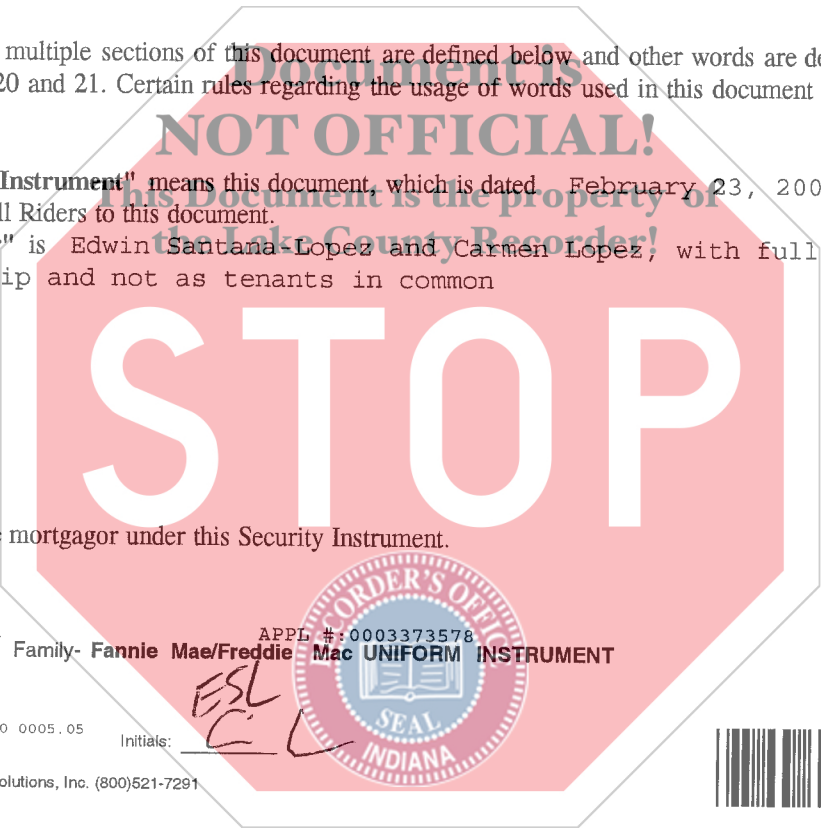 multiple sections of this document are defined below and other words are de
20 and 21. Certain rules regarding the usage of words used in this document
Document is
NOT OFFICIAL!
Instrument" means this document, which is dated February 23, 200
This Document is the property of
ll Riders to this document.
the Lake County Recorder!
" is Edwin Santana-Lopez and Carmen Lopez, with full
ip and not as tenants in common
STOP
mortgagor under this Security Instrument.
RECORDER'S OFFICE
APPL #:0003373578
Family- Fannie Mae/Freddie Mac UNIFORM INSTRUMENT
ESL
SEAL
0 0005.05
Initials: C L
INDIANA
olutions, Inc. (800)521-7291